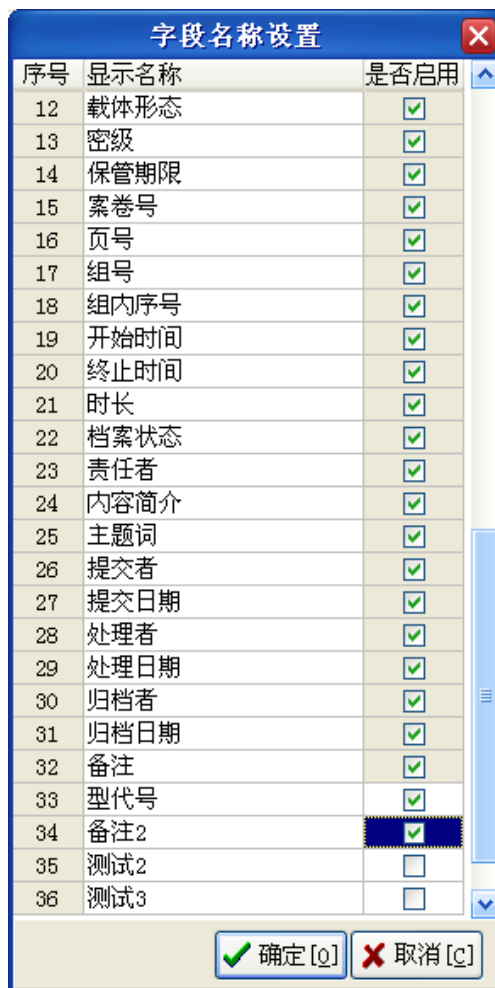 字段名称设置
序号 显示名称 是否启用
12 载体形态
13 密级
14 保管期限
15 案卷号
16 页号
17 组号
18 组内序号
19 开始时间
20 终止时间
21 时长
22 档案状态
23 责任者
24 内容简介
25 主题词
26 提交者
27 提交日期
28 处理者
29 处理日期
30 归档者
31 归档日期
32 备注
33 型代号
34 备注2
35 测试2
36 测试3
确定[O] 取消[C]